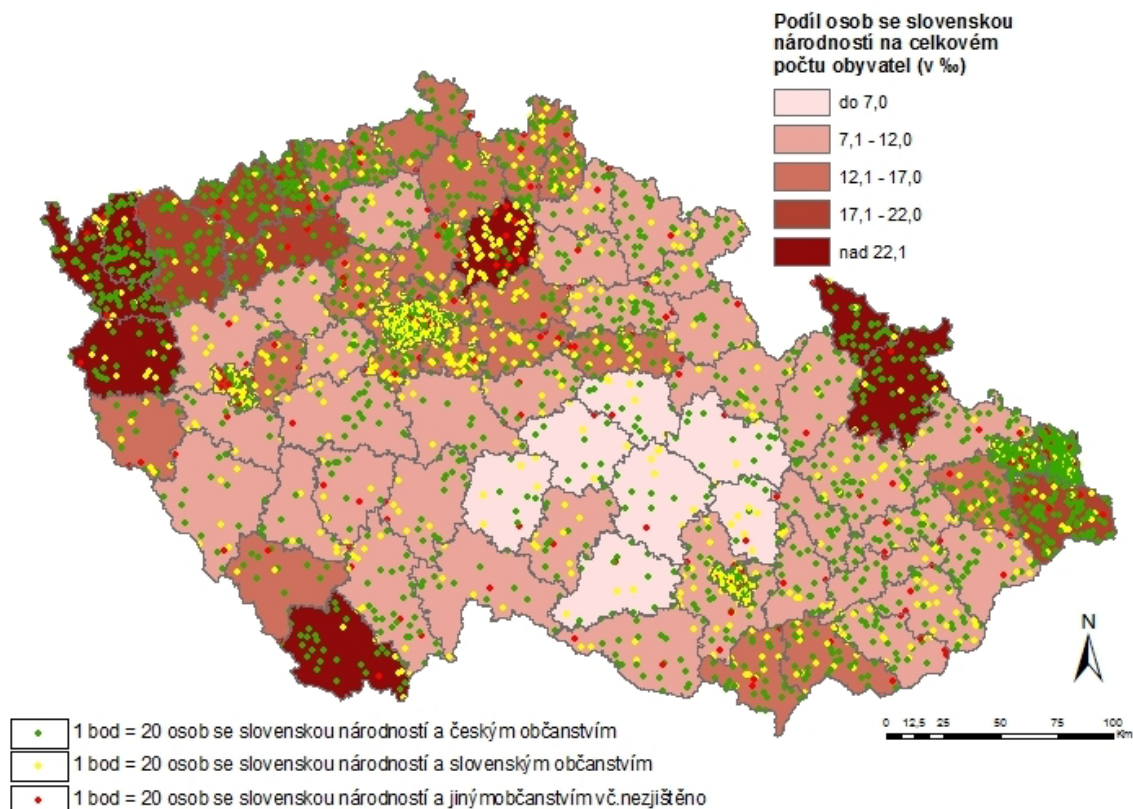 Podíl osob se slovenskou
národností na celkovém
počtu obyvatel (v ‰)
do 7,0
7,1 - 12,0
12,1 - 17,0
17,1 - 22,0
nad 22,1
N
0 12,5 25 50 75 100
Km
1 bod = 20 osob se slovenskou národností a českým občanstvím
1 bod = 20 osob se slovenskou národností a slovenským občanstvím
1 bod = 20 osob se slovenskou národností a jinýmobčanstvím vč.nezjištěno